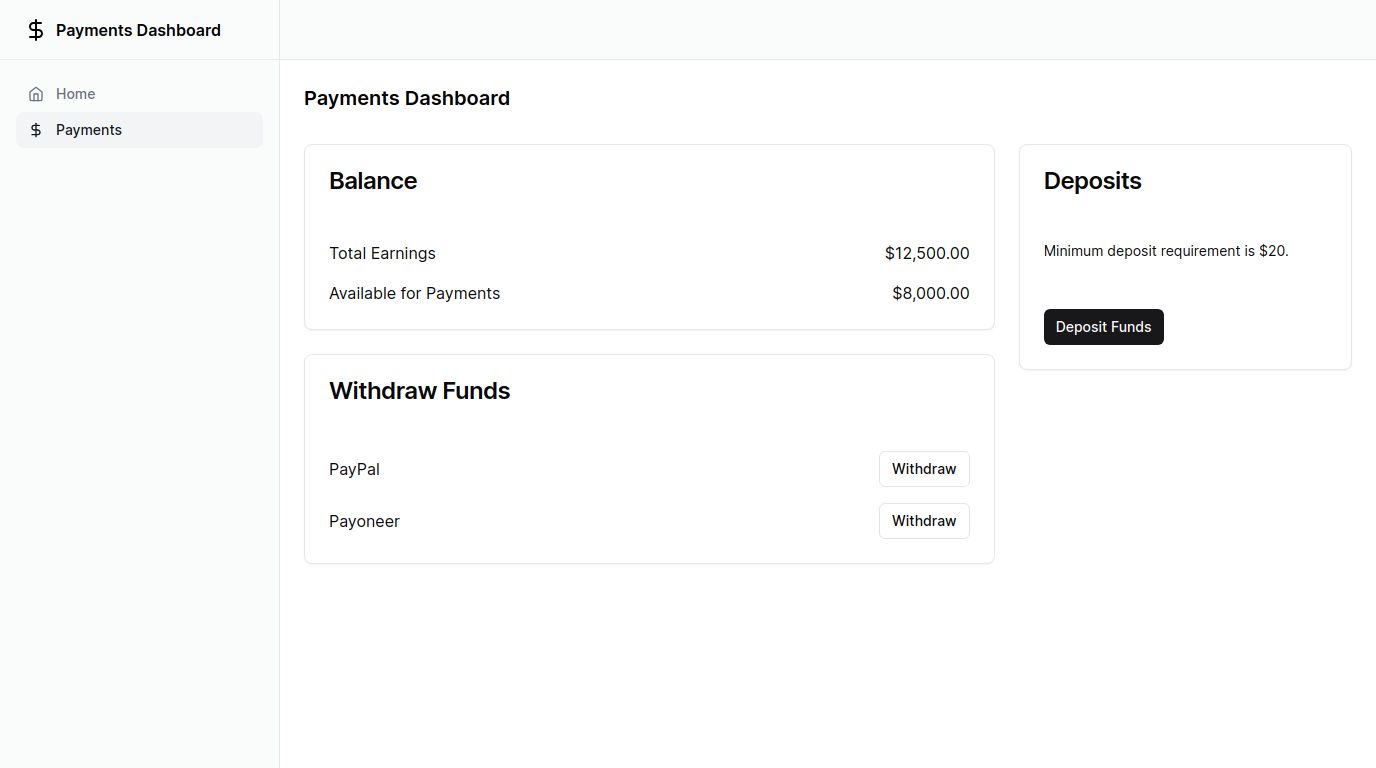 Payments Dashboard
Home
Payments
Payments Dashboard
Balance
Total Earnings $12,500.00
Available for Payments $8,000.00
Withdraw Funds
PayPal Withdraw
Payoneer Withdraw
Deposits
Minimum deposit requirement is $20.
Deposit Funds